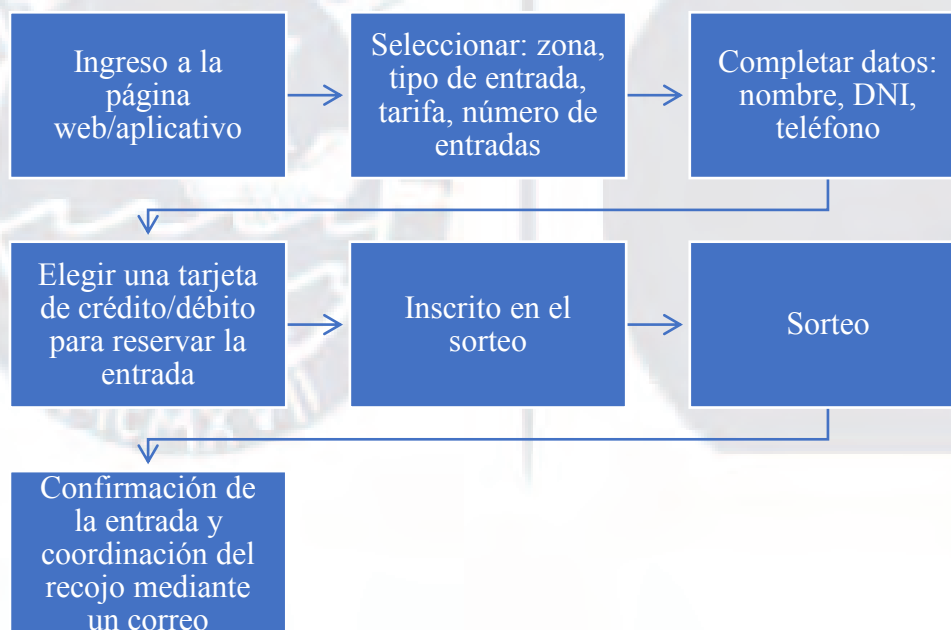 Ingreso a la
página
web/aplicativo
Seleccionar: zona,
tipo de entrada,
tarifa, número de
entradas
Completar datos:
nombre, DNI,
teléfono
Elegir una tarjeta
de crédito/débito
para reservar la
entrada
Inscrito en el
sorteo
Sorteo
Confirmación de
la entrada y
coordinación del
recojo mediante
un correo